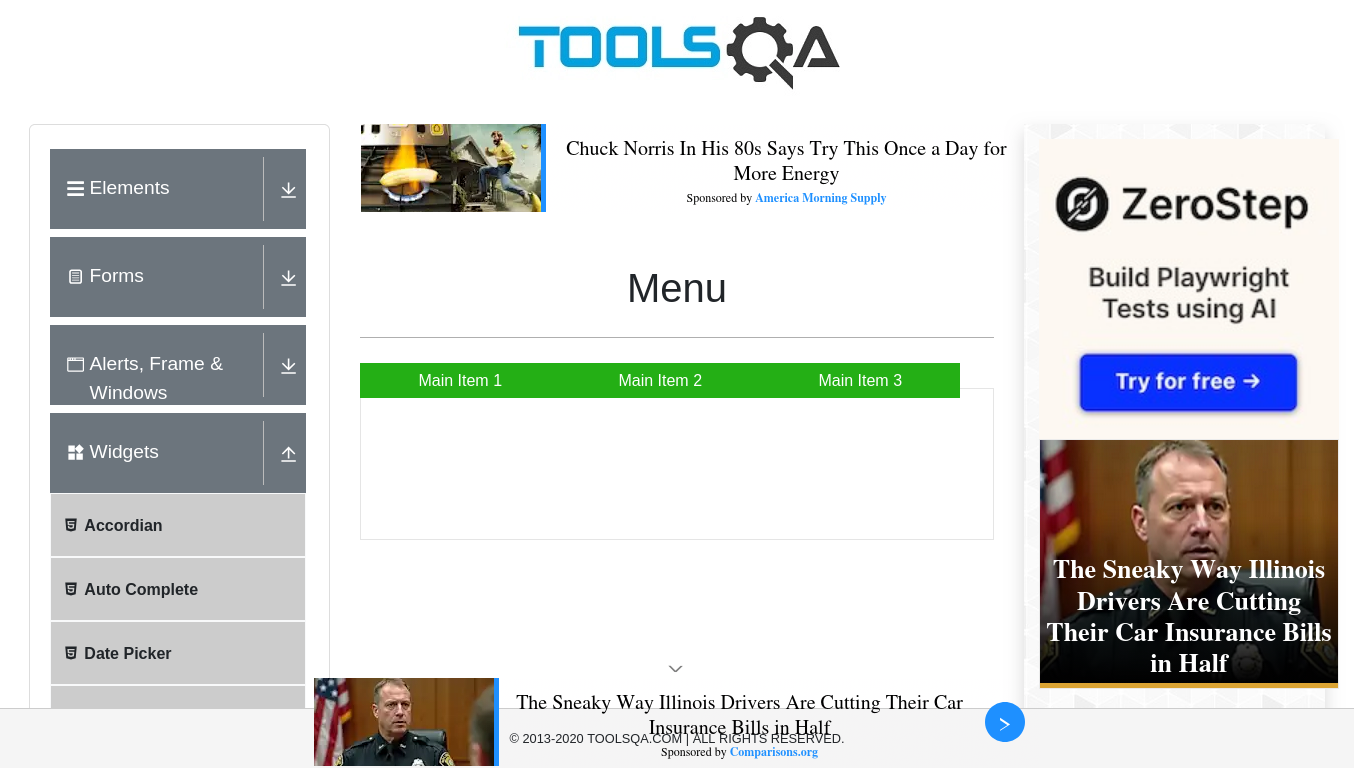 TOOLSQA
Elements
Forms
Alerts, Frame &
Windows
Widgets
Accordian
Auto Complete
Date Picker
Chuck Norris In His 80s Says Try This Once a Day for
More Energy
Sponsored by America Morning Supply
Menu
Main Item 1
Main Item 2
Main Item 3
ZeroStep
Build Playwright
Tests using AI
Try for free →
The Sneaky Way Illinois
Drivers Are Cutting
Their Car Insurance Bills
in Half
The Sneaky Way Illinois Drivers Are Cutting Their Car
Insurance Bills in Half
© 2013-2020 TOOLSQA.COM | ALL RIGHTS RESERVED.
Sponsored by Comparisons.org